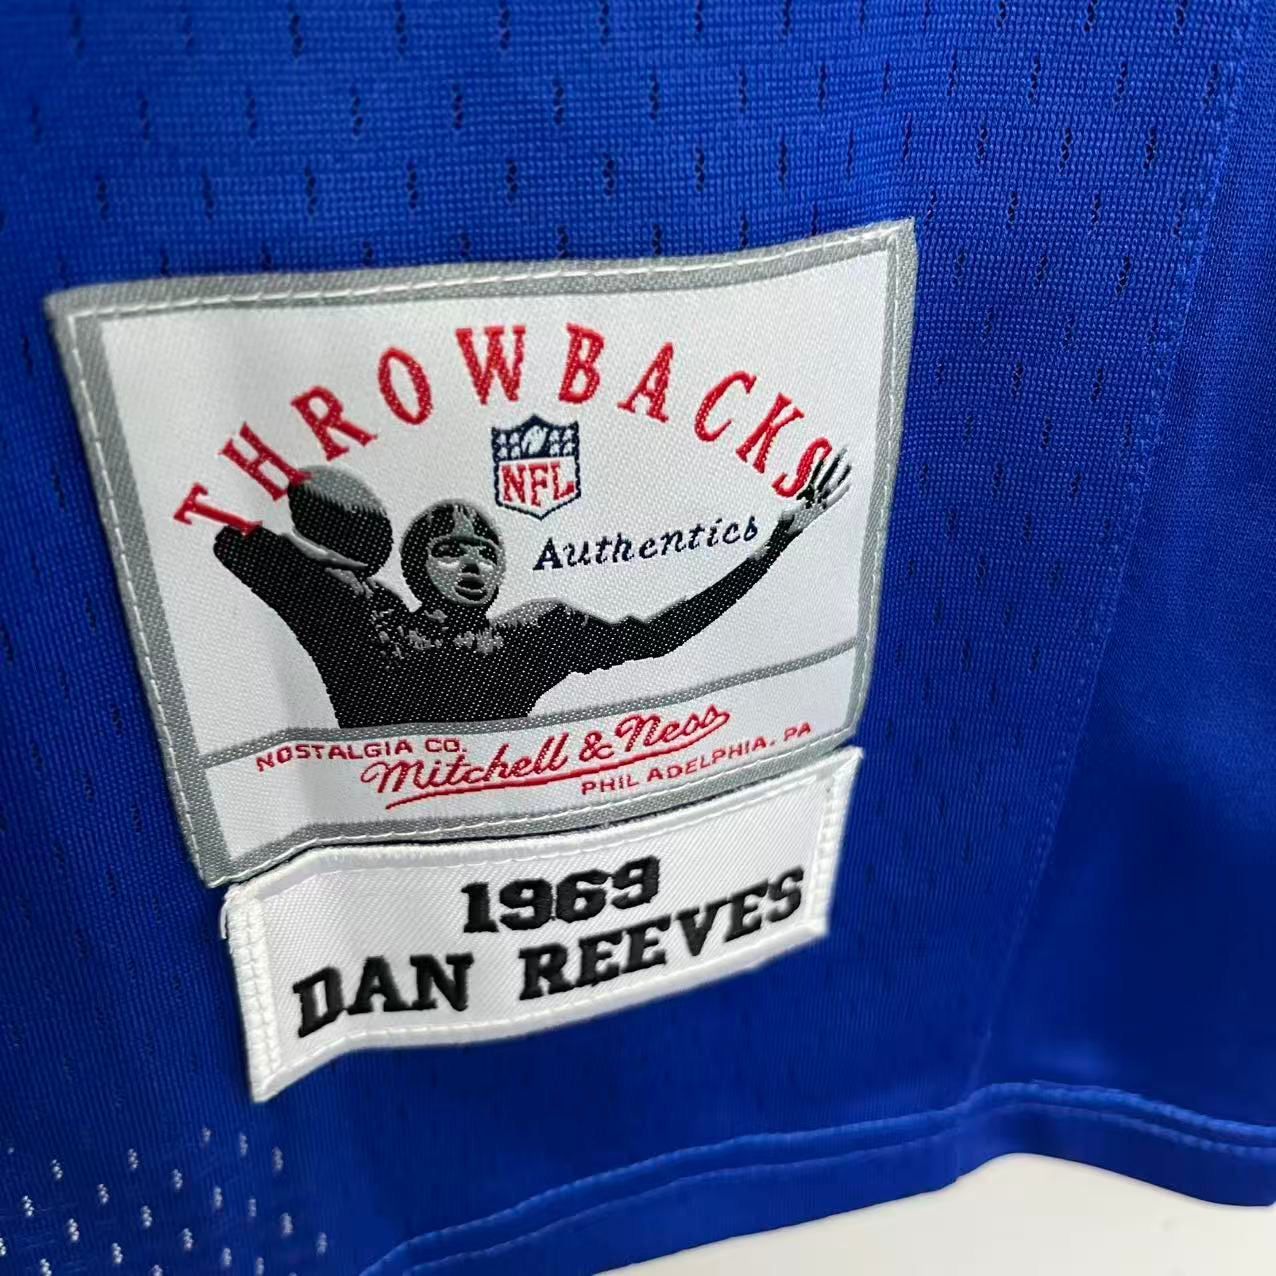 THROWBACKS
NFL
Authentics
NOSTALGIA CO.
Mitchell & Ness
PHILADELPHIA, PA
1969
DAN REEVES